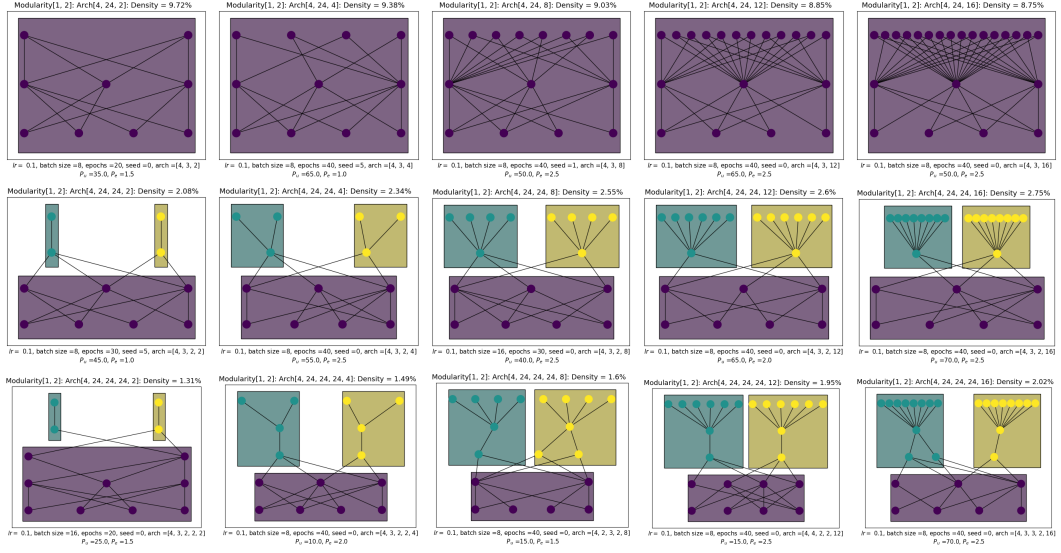 Modularity[1, 2]: Arch[4, 24, 2]: Density = 9.72%
lr = 0.1, batch size =8, epochs =20, seed =0, arch =[4, 3, 2]
Pᵤ =35.0, Pₑ =1.5
Modularity[1, 2]: Arch[4, 24, 4]: Density = 9.38%
lr = 0.1, batch size =8, epochs =40, seed =5, arch =[4, 3, 4]
Pᵤ =65.0, Pₑ =1.0
Modularity[1, 2]: Arch[4, 24, 8]: Density = 9.03%
lr = 0.1, batch size =8, epochs =40, seed =1, arch =[4, 3, 8]
Pᵤ =50.0, Pₑ =2.5
Modularity[1, 2]: Arch[4, 24, 12]: Density = 8.85%
lr = 0.1, batch size =8, epochs =40, seed =0, arch =[4, 3, 12]
Pᵤ =65.0, Pₑ =2.5
Modularity[1, 2]: Arch[4, 24, 16]: Density = 8.75%
lr = 0.1, batch size =8, epochs =40, seed =0, arch =[4, 3, 16]
Pᵤ =50.0, Pₑ =2.5
Modularity[1, 2]: Arch[4, 24, 24, 2]: Density = 2.08%
lr = 0.1, batch size =8, epochs =30, seed =5, arch =[4, 3, 2, 2]
Pᵤ =45.0, Pₑ =1.0
Modularity[1, 2]: Arch[4, 24, 24, 4]: Density = 2.34%
lr = 0.1, batch size =8, epochs =40, seed =0, arch =[4, 3, 2, 4]
Pᵤ =55.0, Pₑ =2.5
Modularity[1, 2]: Arch[4, 24, 24, 8]: Density = 2.55%
lr = 0.1, batch size =16, epochs =30, seed =0, arch =[4, 3, 2, 8]
Pᵤ =40.0, Pₑ =2.5
Modularity[1, 2]: Arch[4, 24, 24, 12]: Density = 2.6%
lr = 0.1, batch size =8, epochs =40, seed =0, arch =[4, 3, 2, 12]
Pᵤ =65.0, Pₑ =2.0
Modularity[1, 2]: Arch[4, 24, 24, 16]: Density = 2.75%
lr = 0.1, batch size =8, epochs =40, seed =0, arch =[4, 3, 2, 16]
Pᵤ =70.0, Pₑ =2.5
Modularity[1, 2]: Arch[4, 24, 24, 24, 2]: Density = 1.31%
lr = 0.1, batch size =16, epochs =20, seed =0, arch =[4, 3, 2, 2, 2]
Pᵤ =25.0, Pₑ =1.5
Modularity[1, 2]: Arch[4, 24, 24, 24, 4]: Density = 1.49%
lr = 0.1, batch size =8, epochs =40, seed =0, arch =[4, 3, 2, 2, 4]
Pᵤ =10.0, Pₑ =2.0
Modularity[1, 2]: Arch[4, 24, 24, 24, 8]: Density = 1.6%
lr = 0.1, batch size =8, epochs =40, seed =0, arch =[4, 2, 3, 2, 8]
Pᵤ =15.0, Pₑ =1.5
Modularity[1, 2]: Arch[4, 24, 24, 24, 12]: Density = 1.95%
lr = 0.1, batch size =8, epochs =40, seed =0, arch =[4, 4, 2, 2, 12]
Pᵤ =15.0, Pₑ =2.5
Modularity[1, 2]: Arch[4, 24, 24, 24, 16]: Density = 2.02%
lr = 0.1, batch size =8, epochs =40, seed =0, arch =[4, 3, 3, 2, 16]
Pᵤ =70.0, Pₑ =2.5